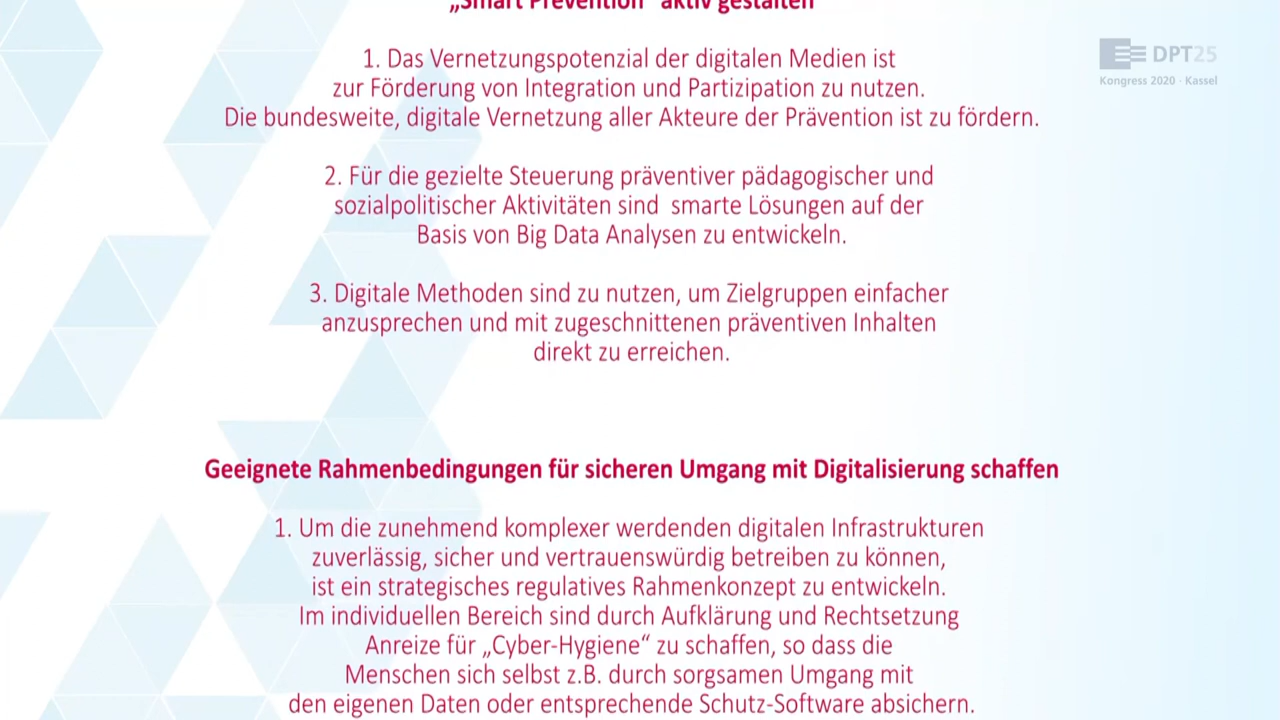 „Smart Prevention“ aktiv gestalten
DPT25
Kongress 2020 · Kassel
1. Das Vernetzungspotenzial der digitalen Medien ist
zur Förderung von Integration und Partizipation zu nutzen.
Die bundesweite, digitale Vernetzung aller Akteure der Prävention ist zu fördern.
2. Für die gezielte Steuerung präventiver pädagogischer und
sozialpolitischer Aktivitäten sind  smarte Lösungen auf der
Basis von Big Data Analysen zu entwickeln.
3. Digitale Methoden sind zu nutzen, um Zielgruppen einfacher
anzusprechen und mit zugeschnittenen präventiven Inhalten
direkt zu erreichen.
Geeignete Rahmenbedingungen für sicheren Umgang mit Digitalisierung schaffen
1. Um die zunehmend komplexer werdenden digitalen Infrastrukturen
zuverlässig, sicher und vertrauenswürdig betreiben zu können,
ist ein strategisches regulatives Rahmenkonzept zu entwickeln.
Im individuellen Bereich sind durch Aufklärung und Rechtsetzung
Anreize für „Cyber-Hygiene“ zu schaffen, so dass die
Menschen sich selbst z.B. durch sorgsamen Umgang mit
den eigenen Daten oder entsprechende Schutz-Software absichern.